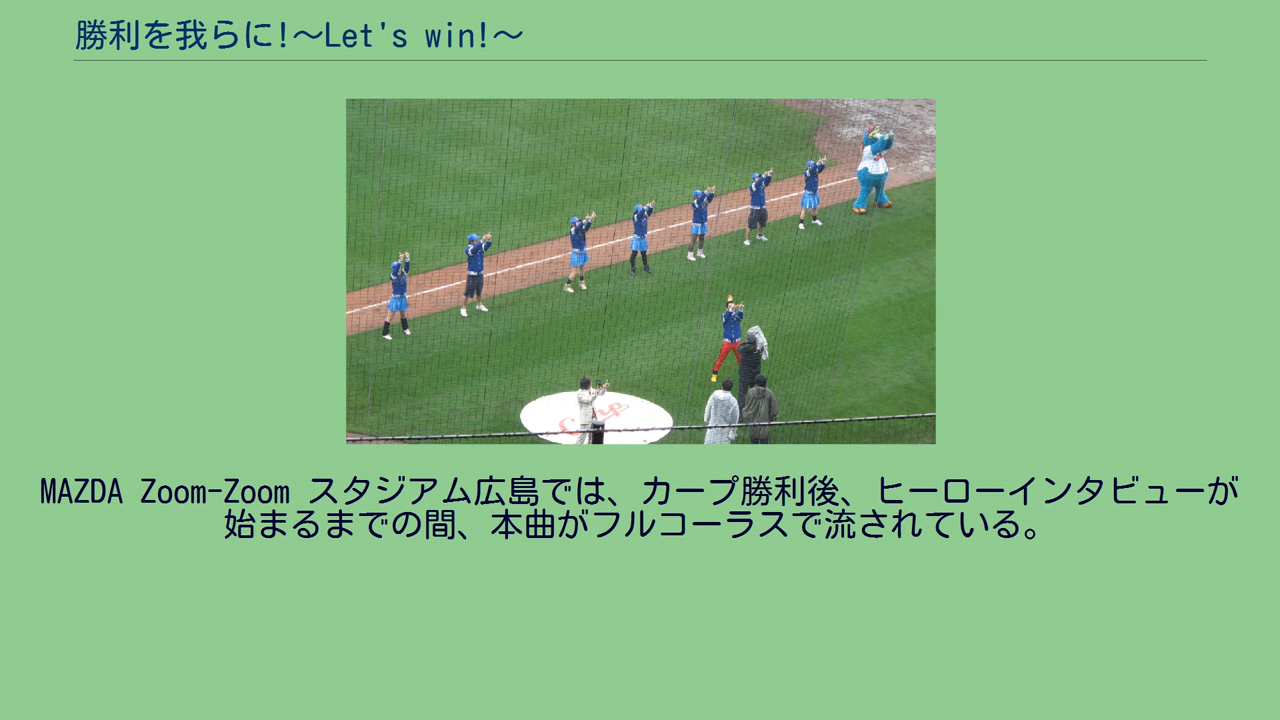 勝利を我らに!～Let's win!～
Carp
MAZDA Zoom-Zoom スタジアム広島では、カープ勝利後、ヒーローインタビューが
始まるまでの間、本曲がフルコーラスで流されている。